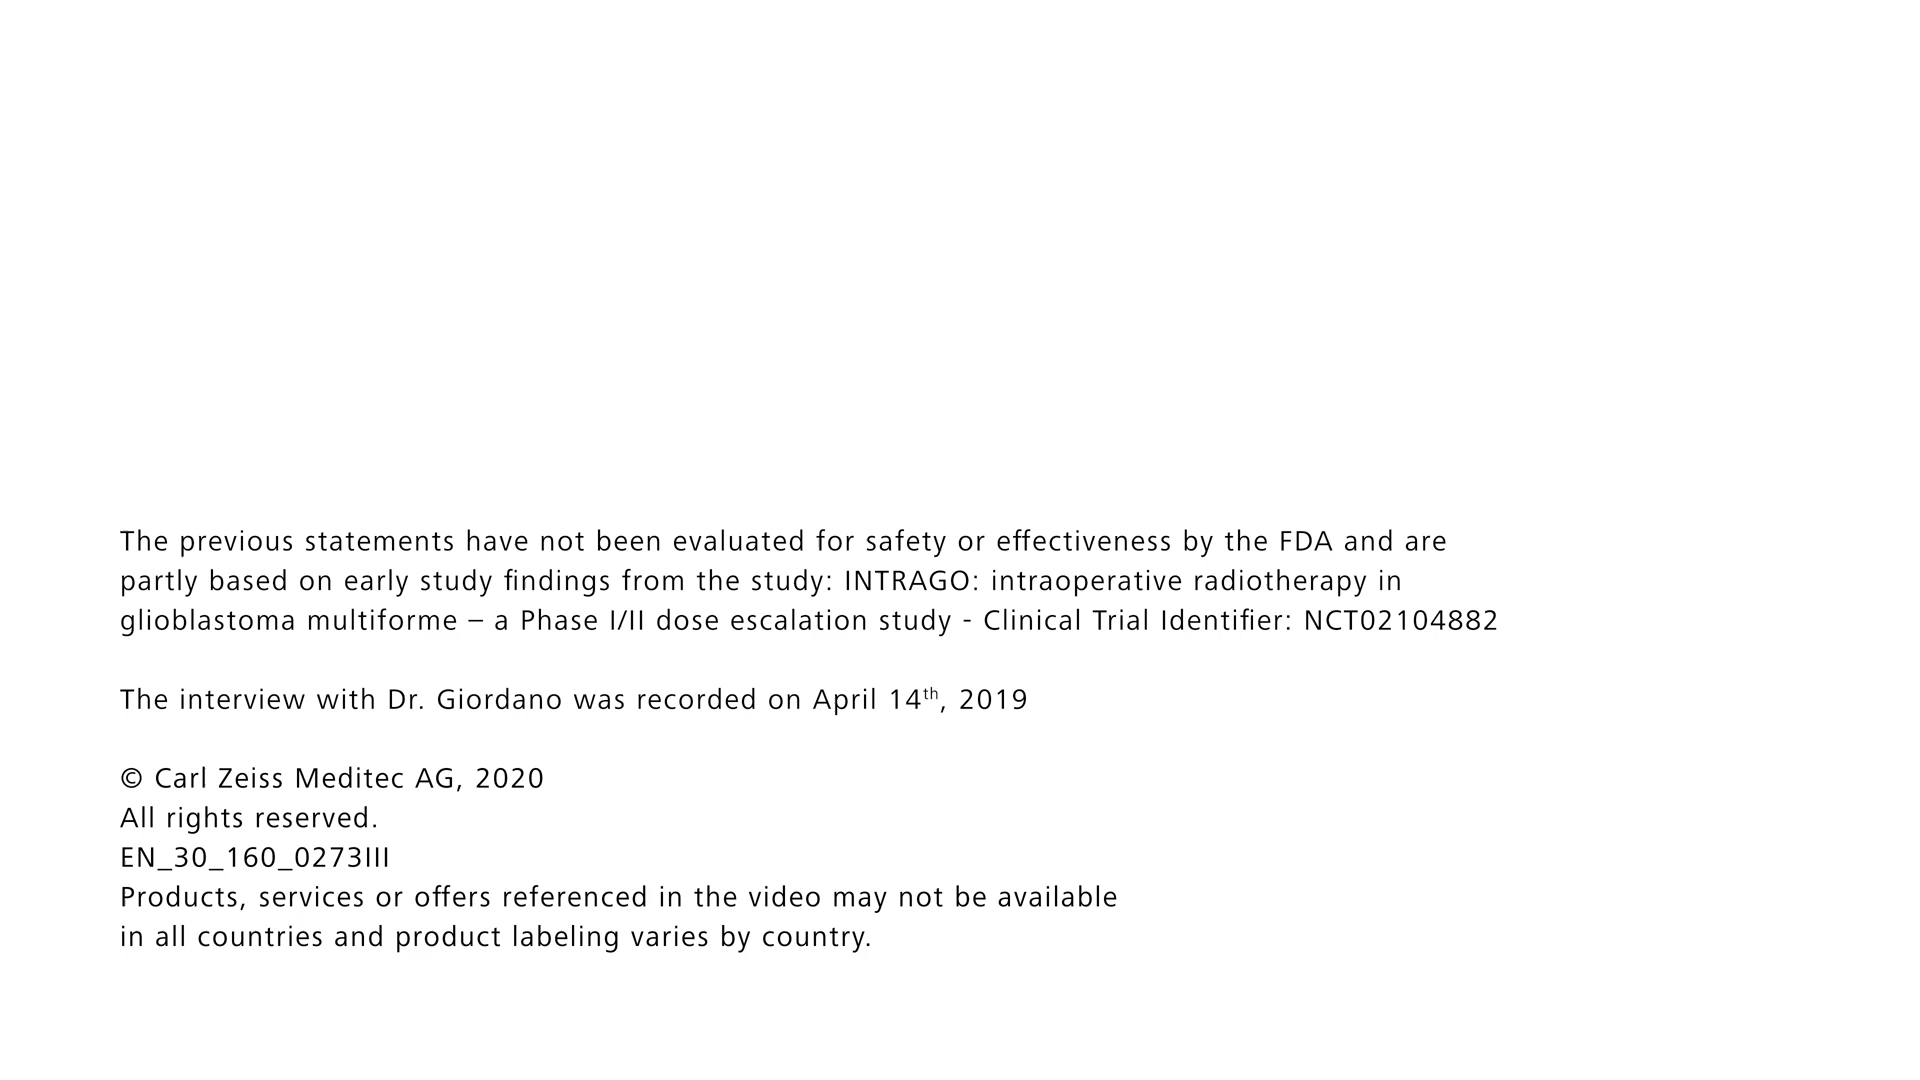 The previous statements have not been evaluated for safety or effectiveness by the FDA and are
partly based on early study findings from the study: INTRAGO: intraoperative radiotherapy in
glioblastoma multiforme – a Phase I/II dose escalation study - Clinical Trial Identifier: NCT02104882
The interview with Dr. Giordano was recorded on April 14th, 2019
© Carl Zeiss Meditec AG, 2020
All rights reserved.
EN_30_160_0273III
Products, services or offers referenced in the video may not be available
in all countries and product labeling varies by country.